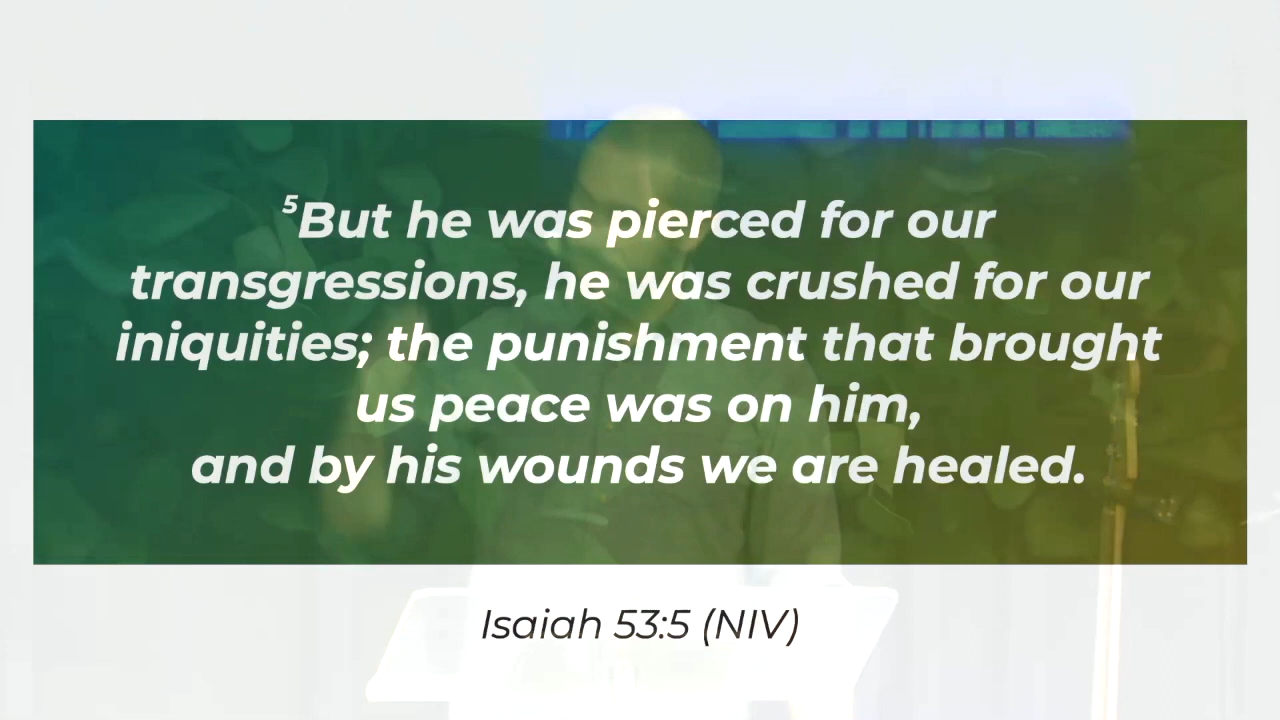 ⁵But he was pierced for our
transgressions, he was crushed for our
iniquities; the punishment that brought
us peace was on him,
and by his wounds we are healed.
Isaiah 53:5 (NIV)